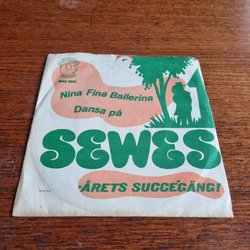 Nina Fina Ballerina
Dansa på
SEWES
-ÅRETS SUCCÉGÄNG!